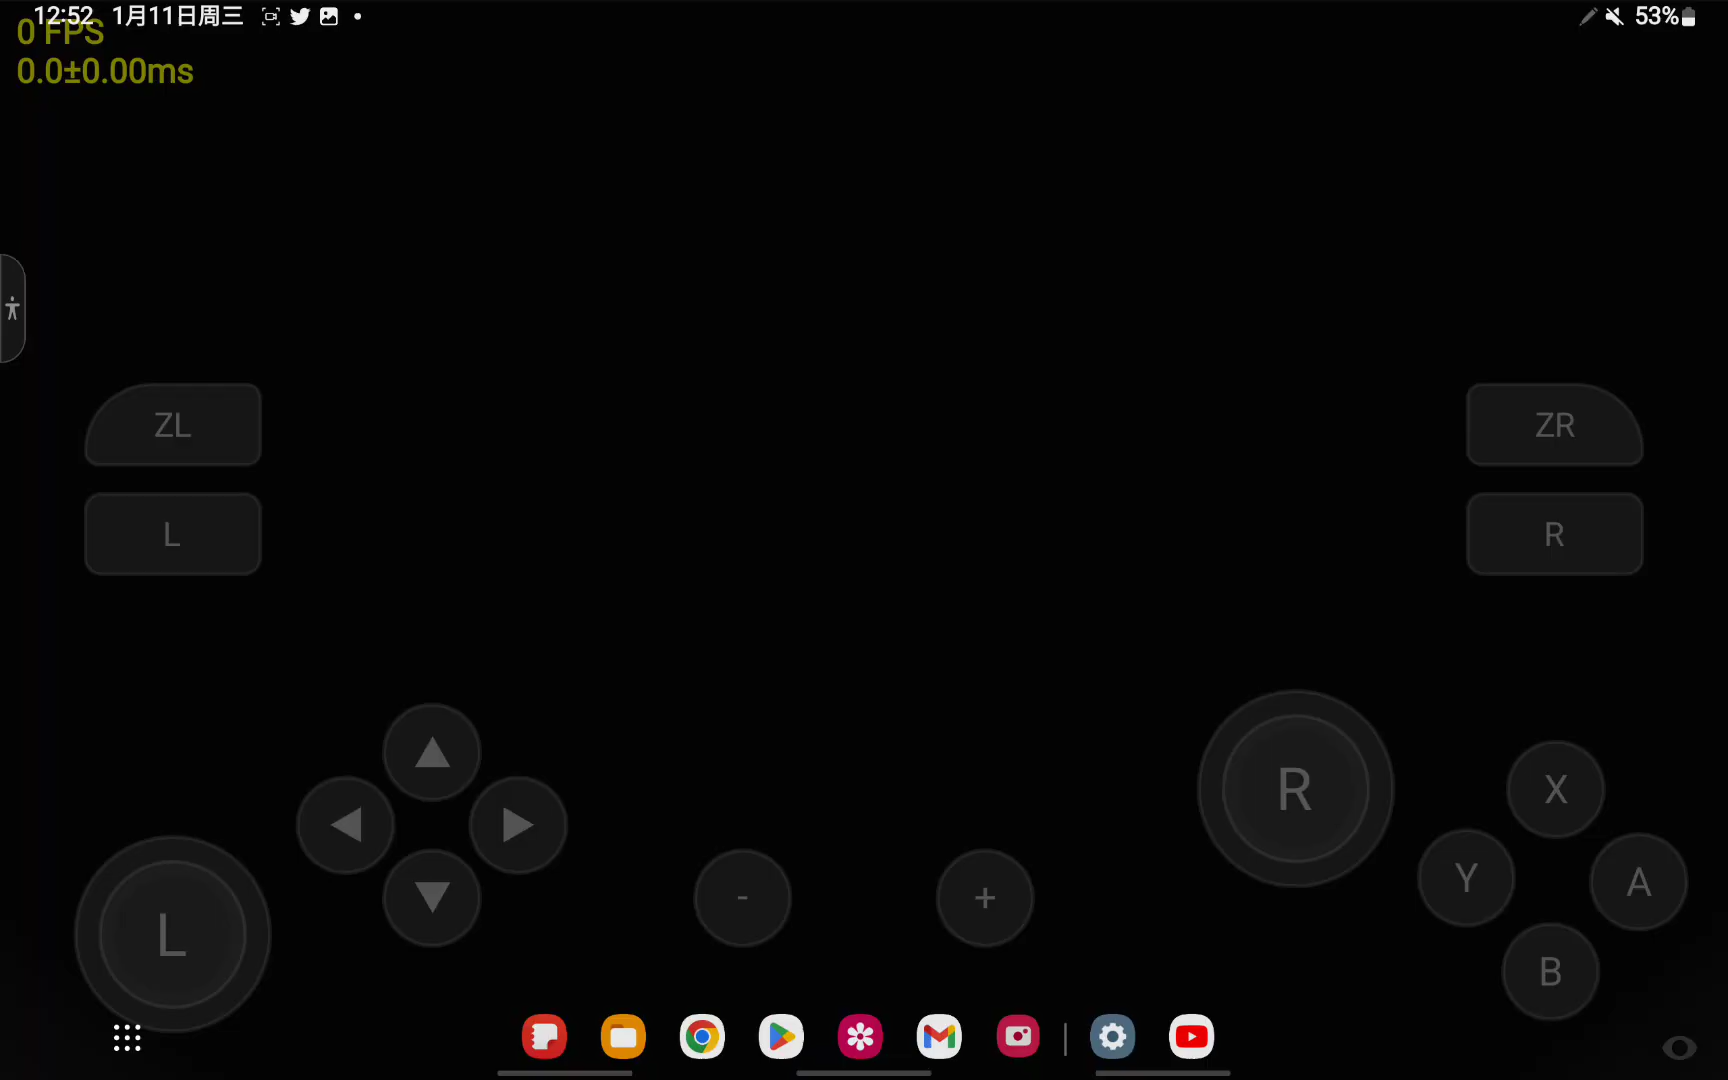 12:52 1月11日周三 53%
0 FPS
0.0±0.00ms
ZL ZR
L R
R
X
Y A
L - +
B